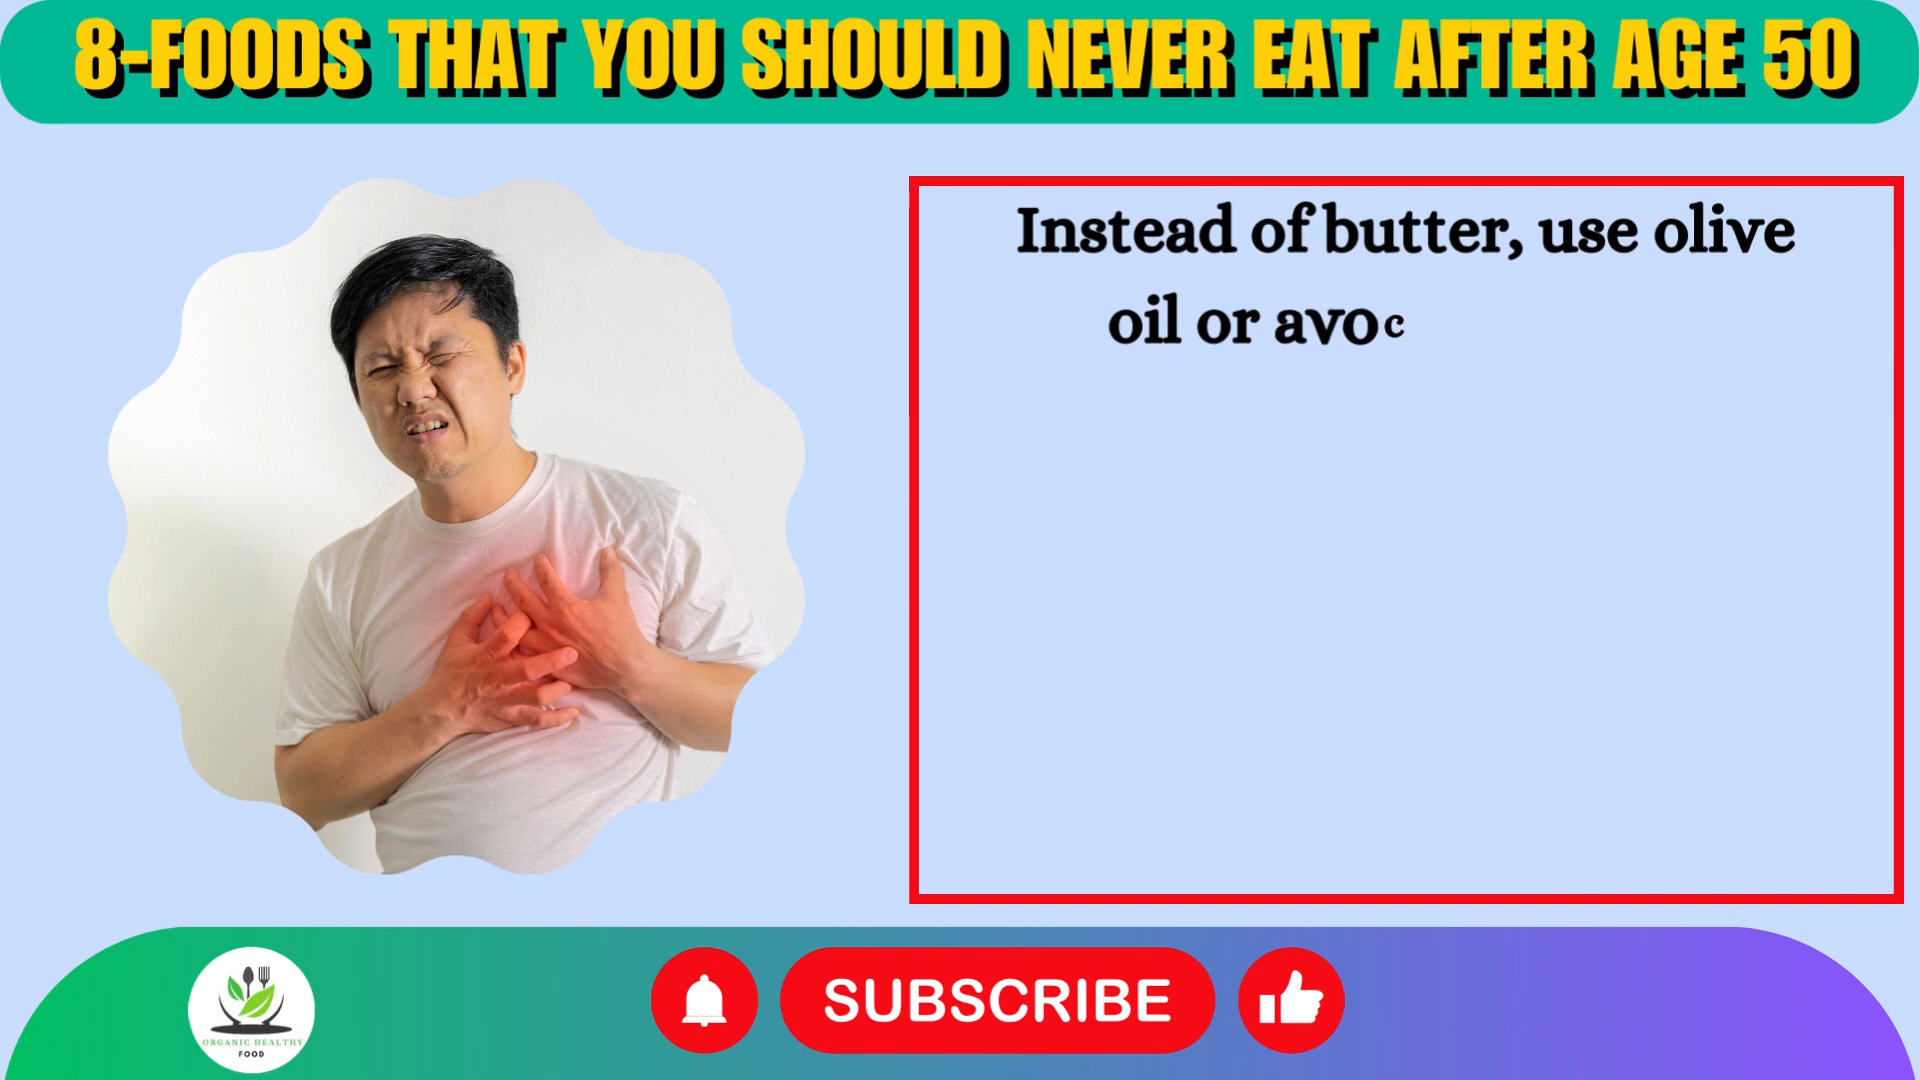 8-FOODS THAT YOU SHOULD NEVER EAT AFTER AGE 50
Instead of butter, use olive
oil or avoc
ORGANIC HEALTHY
FOOD
SUBSCRIBE